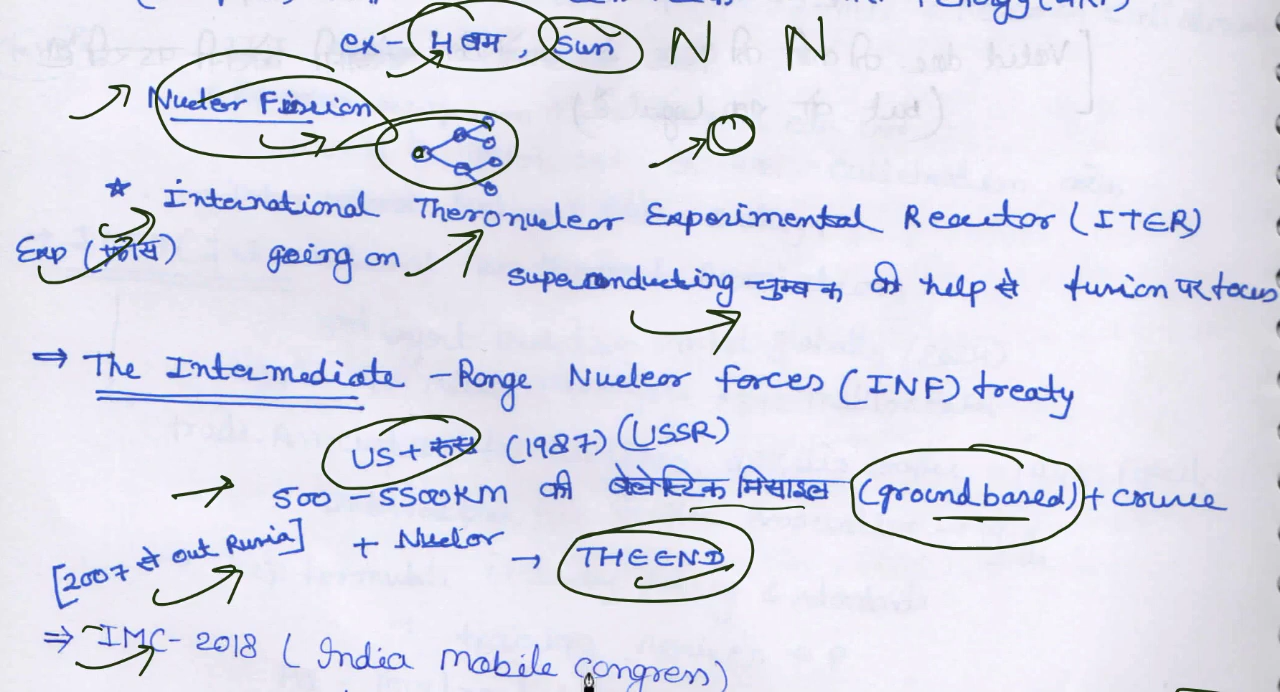 ex- H बम, Sun N N
Nuclear Fission
* International Theronuclear Experimental Reactor (ITER)
Exp (फ्रांस) going on
Superconducting चुम्बक की help से fusion पर focus
⇒ The Intermediate -Range Nuclear forces (INF) treaty
US + रूस (1987) (USSR)
→ 500 - 5500 KM की बेलेस्टिक मिसाइल (ground based) + cruise
[2007 से out Russia] + Nuclear → THE END
⇒ IMC- 2018 ( India Mobile Congress)